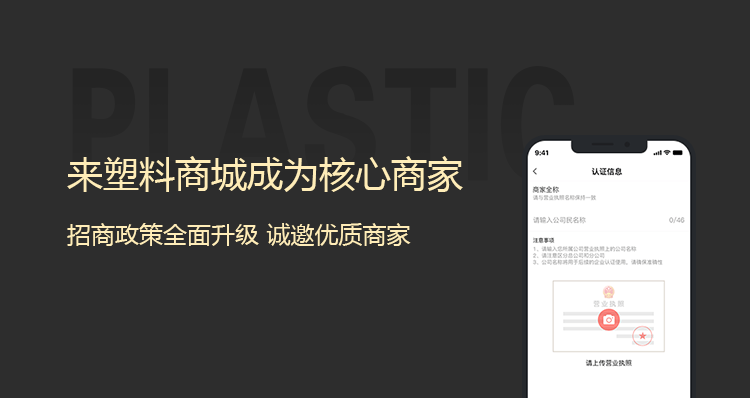 PLASTIC
来塑料商城成为核心商家
招商政策全面升级 诚邀优质商家
9:41
认证信息
商家全称
请与营业执照名称保持一致
请输入公司民名称 0/46
注意事项
1、请输入您所属公司营业执照上的公司名称
2、请注意区分总公司和分公司
3、公司名称将用于后续的企业认证使用，请确保准确性
营业执照
请上传营业执照